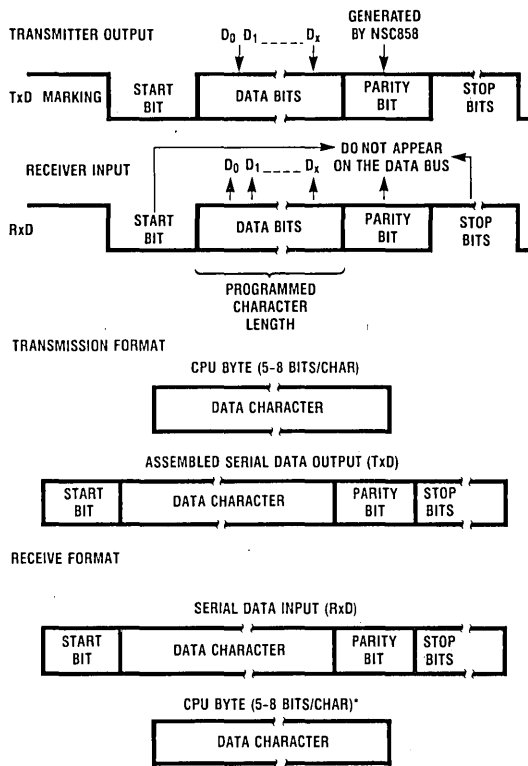 TRANSMITTER OUTPUT
D0 D1 ----- Dx
GENERATED
BY NSC858
TxD MARKING
START
BIT
DATA BITS
PARITY
BIT
STOP
BITS
RECEIVER INPUT
D0 D1 ----- Dx
DO NOT APPEAR
ON THE DATA BUS
RxD
START
BIT
DATA BITS
PARITY
BIT
STOP
BITS
PROGRAMMED
CHARACTER
LENGTH
TRANSMISSION FORMAT
CPU BYTE (5-8 BITS/CHAR)
DATA CHARACTER
ASSEMBLED SERIAL DATA OUTPUT (TxD)
START
BIT
DATA CHARACTER
PARITY
BIT
STOP
BITS
RECEIVE FORMAT
SERIAL DATA INPUT (RxD)
START
BIT
DATA CHARACTER
PARITY
BIT
STOP
BITS
CPU BYTE (5-8 BITS/CHAR)*
DATA CHARACTER